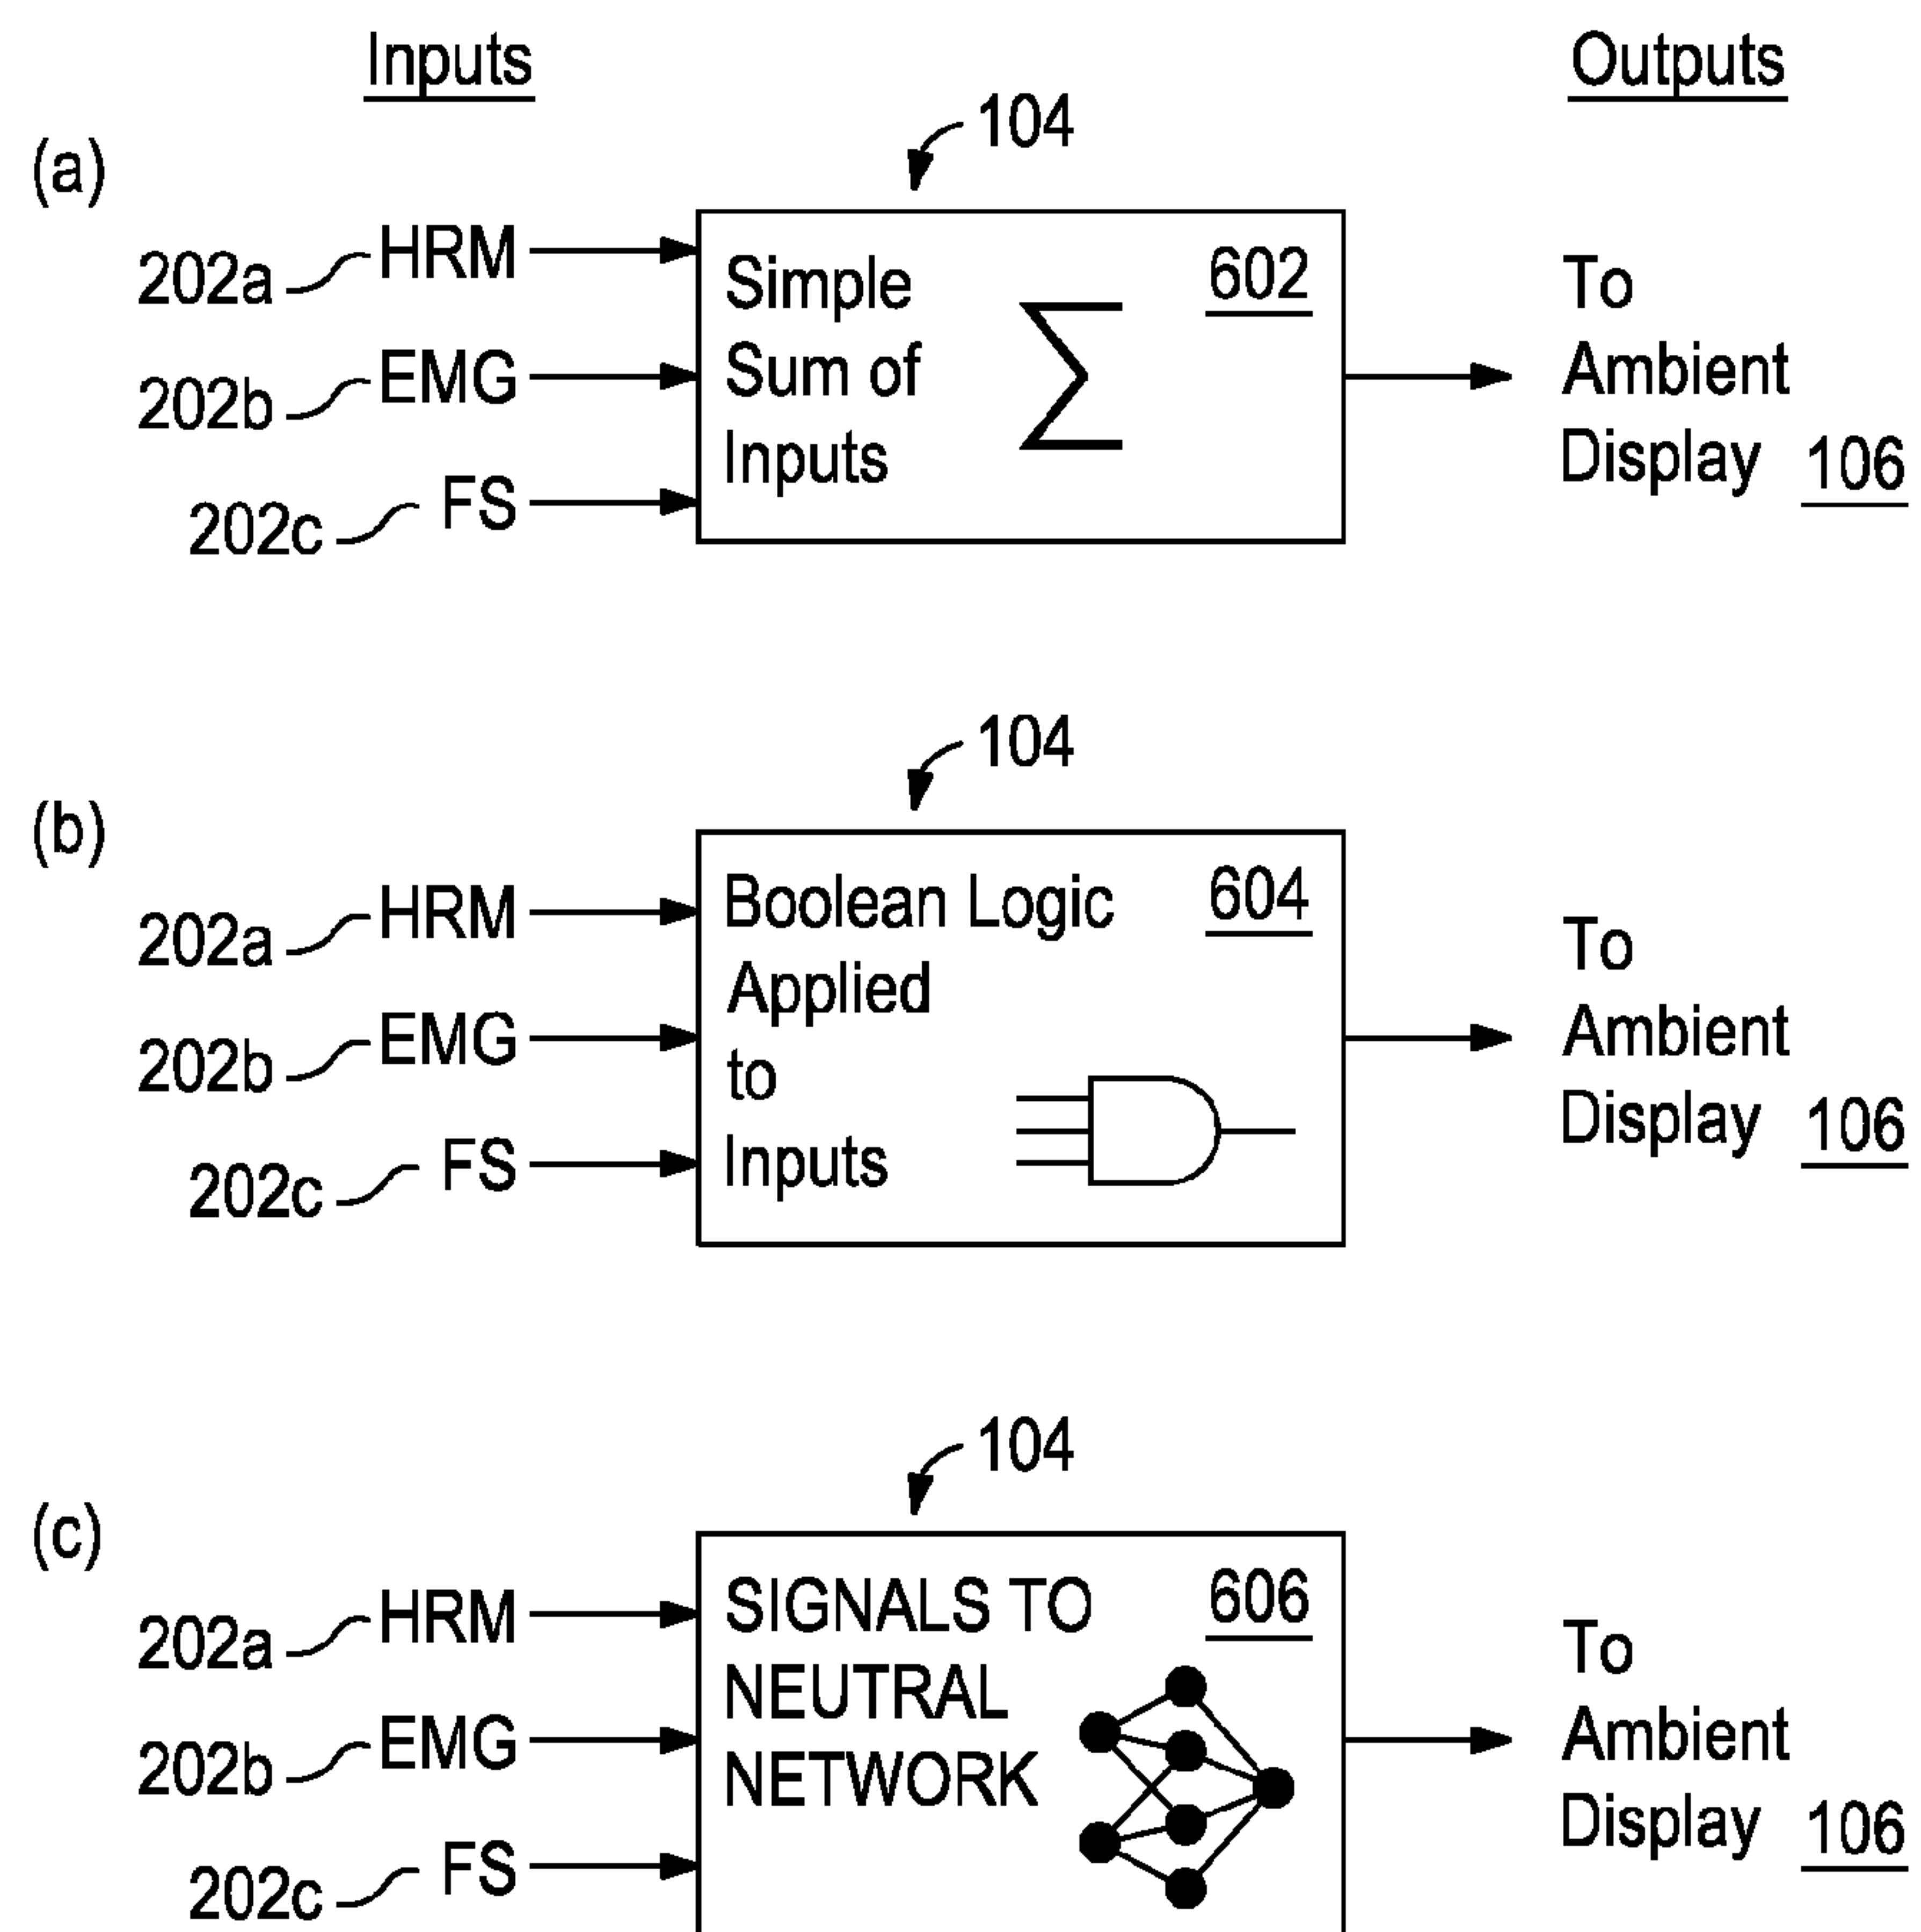 Inputs
Outputs
(a)
104
202a HRM
202b EMG
202c FS
Simple
Sum of
Inputs
Σ
602
To
Ambient
Display 106
(b)
104
202a HRM
202b EMG
202c FS
Boolean Logic
Applied
to
Inputs
604
To
Ambient
Display 106
(c)
104
202a HRM
202b EMG
202c FS
SIGNALS TO
NEUTRAL
NETWORK
606
To
Ambient
Display 106